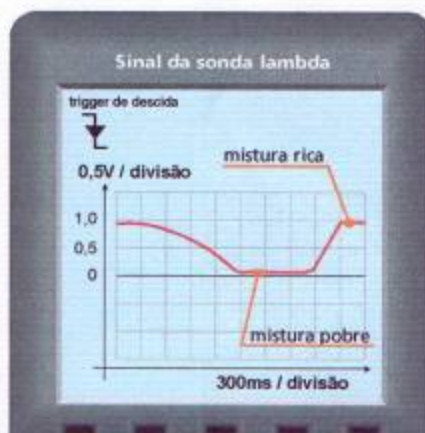 Sinal da sonda lambda
trigger de descida
mistura rica
0,5V / divisão
1,0
0,5
0
mistura pobre
300ms / divisão